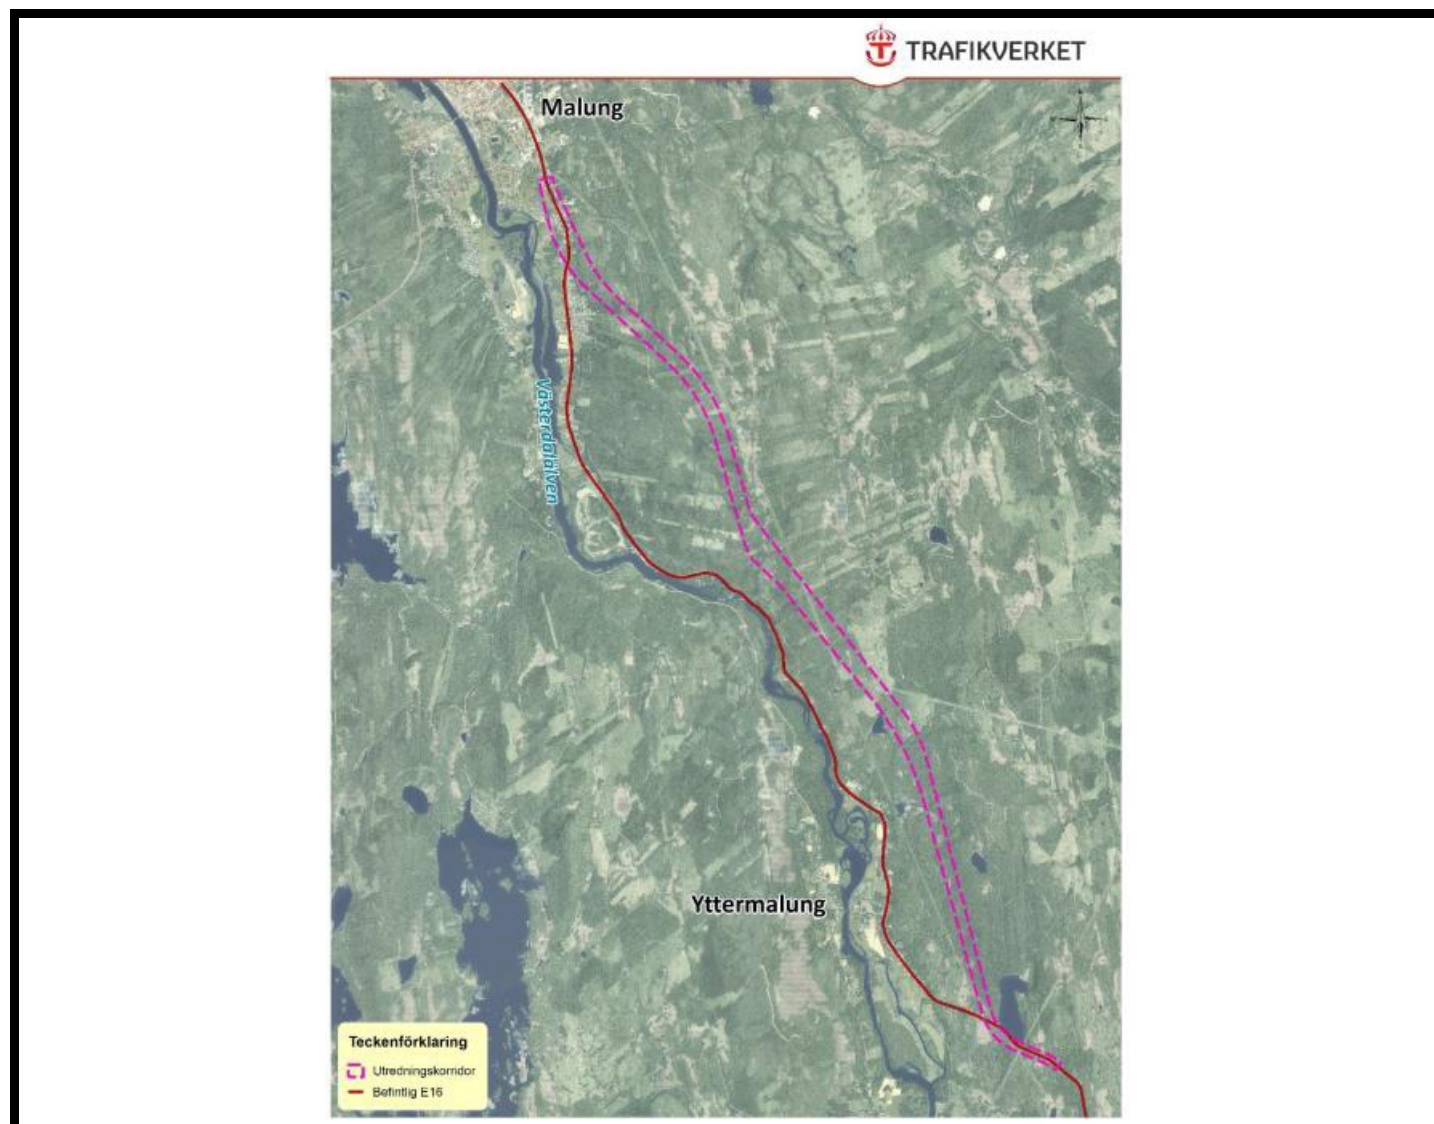 TRAFIKVERKET
Malung
Västerdalälven
Yttermalung
Teckenförklaring
Utredningskorridor
Befintlig E16